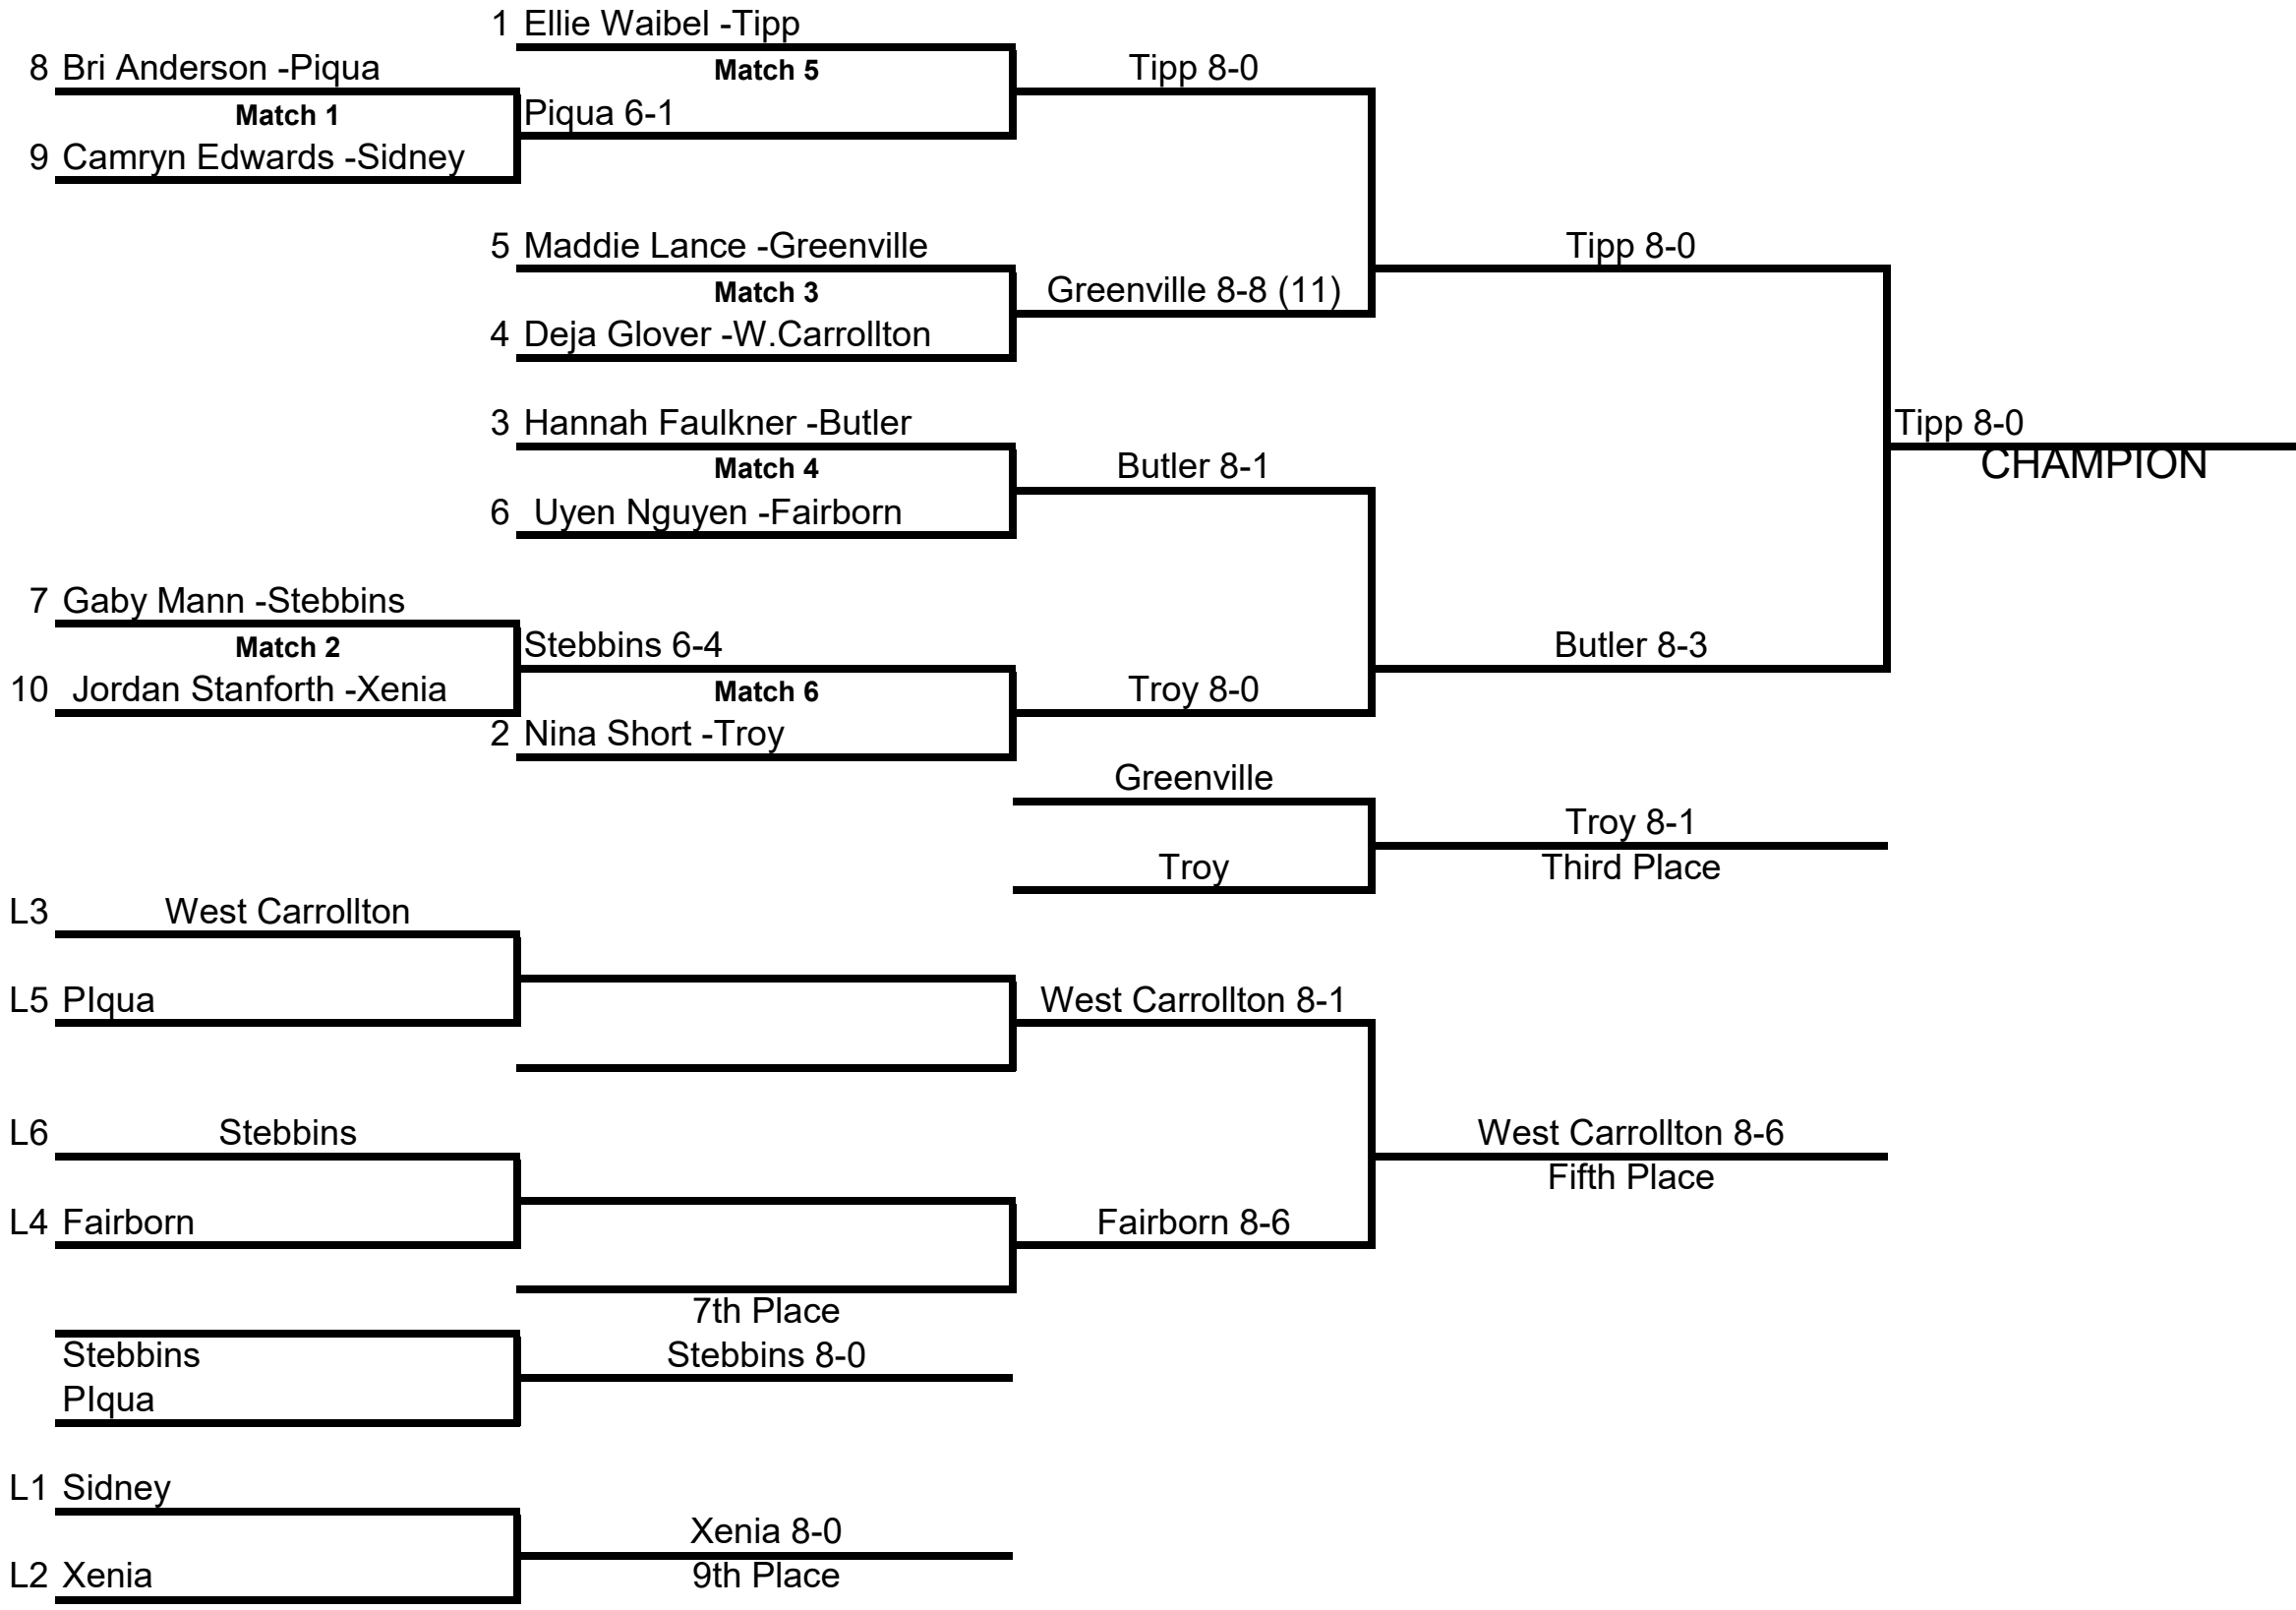 1 Ellie Waibel -Tipp
8 Bri Anderson -Piqua
Match 5
Tipp 8-0
Match 1
Piqua 6-1
9 Camryn Edwards -Sidney
5 Maddie Lance -Greenville
Tipp 8-0
Match 3
Greenville 8-8 (11)
4 Deja Glover -W.Carrollton
3 Hannah Faulkner -Butler
Tipp 8-0
Match 4
Butler 8-1
CHAMPION
6 Uyen Nguyen -Fairborn
7 Gaby Mann -Stebbins
Match 2
Stebbins 6-4
Butler 8-3
10 Jordan Stanforth -Xenia
Match 6
Troy 8-0
2 Nina Short -Troy
Greenville
Troy 8-1
Troy
Third Place
L3 West Carrollton
L5 PIqua
West Carrollton 8-1
L6 Stebbins
West Carrollton 8-6
Fifth Place
L4 Fairborn
Fairborn 8-6
7th Place
Stebbins
Stebbins 8-0
PIqua
L1 Sidney
Xenia 8-0
L2 Xenia
9th Place